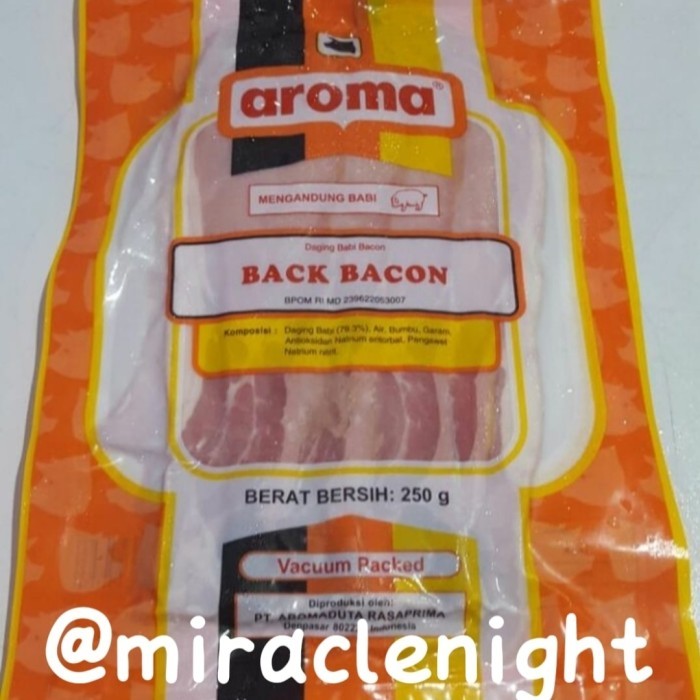 aroma®
MENGANDUNG BABI
Daging Babi Bacon
BACK BACON
BPOM RI MD 239622053007
Komposisi : Daging Babi (78.3%), Air, Bumbu, Garam,
Antioksidan Natrium eritorbat, Pengawet
Natrium nitrit.
BERAT BERSIH: 250 g
Vacuum Packed
Diproduksi oleh:
PT. AROMADUTA RASAPRIMA
Denpasar Indonesia
@miraclenight